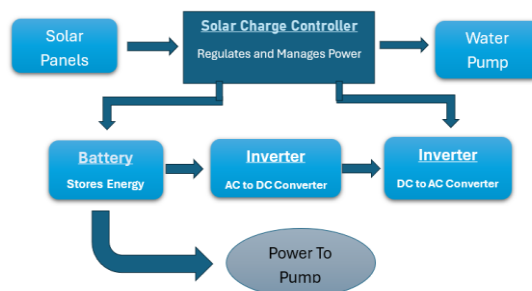 Solar
Panels
Solar Charge Controller
Regulates and Manages Power
Water
Pump
Battery
Stores Energy
Inverter
AC to DC Converter
Inverter
DC to AC Converter
Power To
Pump